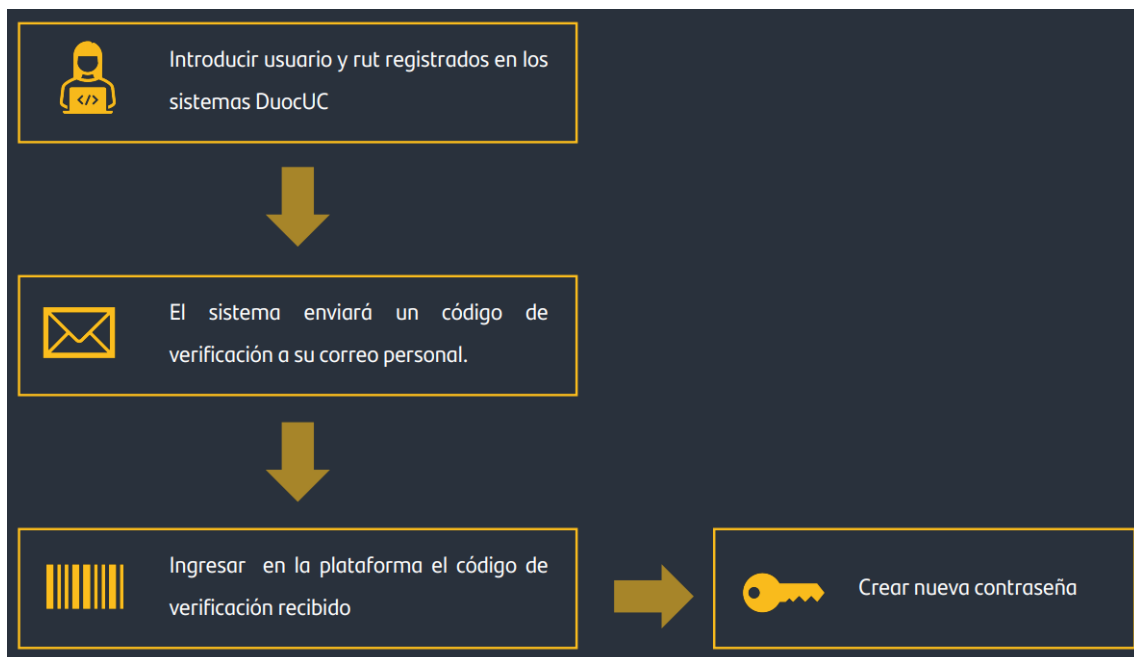 Introducir usuario y rut registrados en los
sistemas DuocUC
</>
El sistema enviará un código de
verificación a su correo personal.
Ingresar en la plataforma el código de
verificación recibido
Crear nueva contraseña